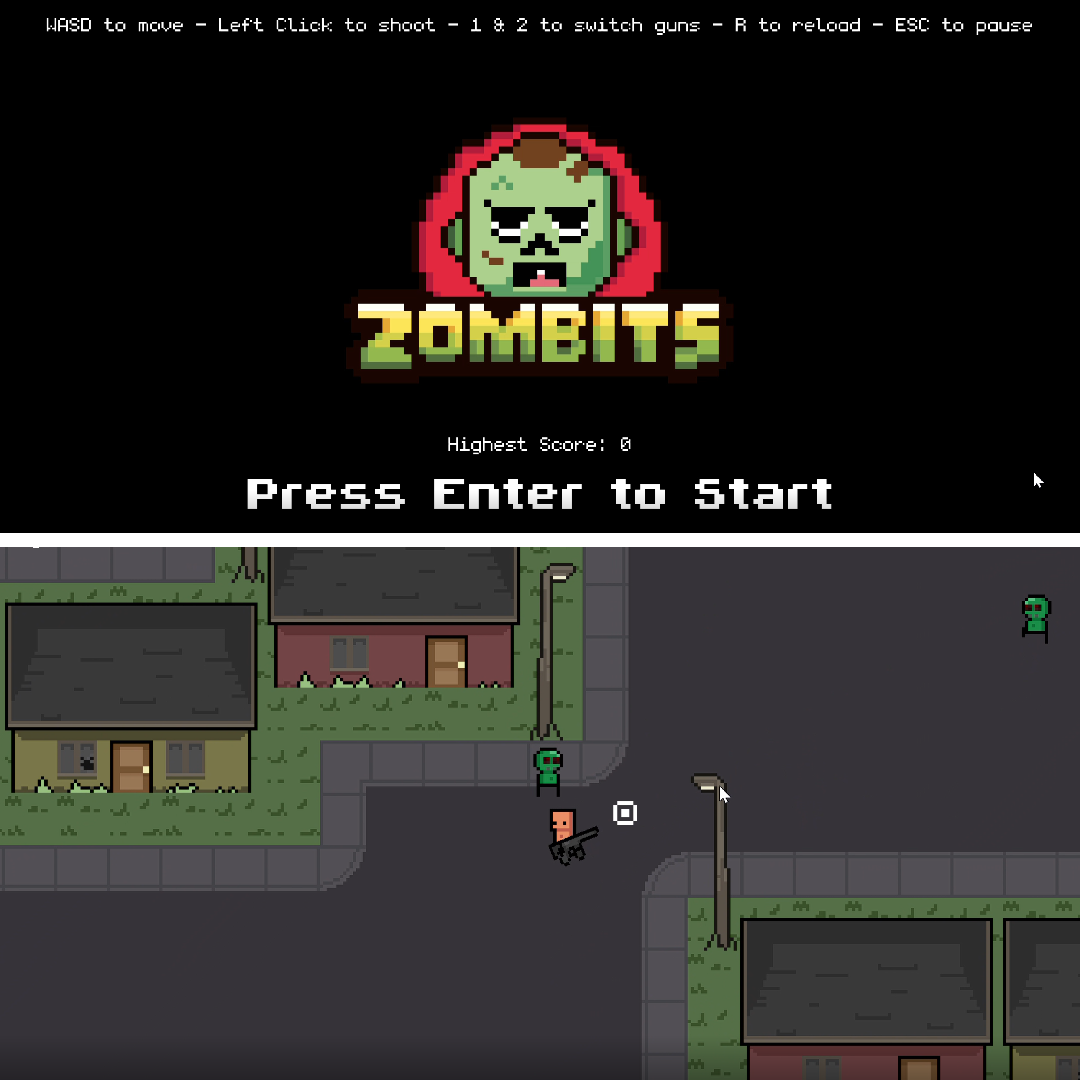 WASD to move - Left Click to shoot - 1 & 2 to switch guns - R to reload - ESC to pause
ZOMBITS
Highest Score: 0
Press Enter to Start